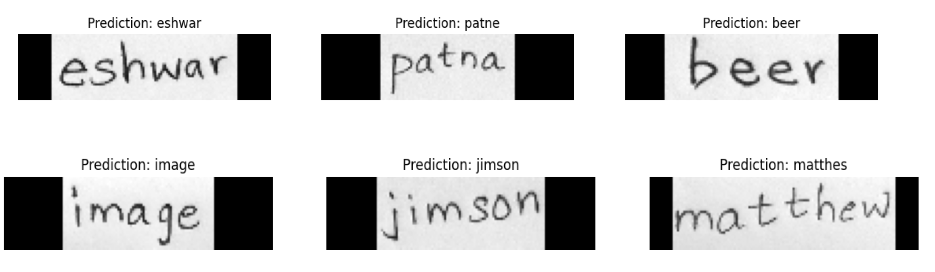 Prediction: eshwar Prediction: patne Prediction: beer
eshwar patna beer
Prediction: image Prediction: jimson Prediction: matthes
image jimson matthew